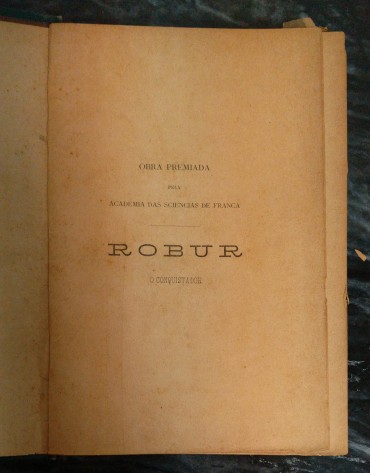 OBRA PREMIADA
PELA
ACADEMIA DAS SCIENCIAS DE FRANÇA
ROBUR
O CONQUISTADOR